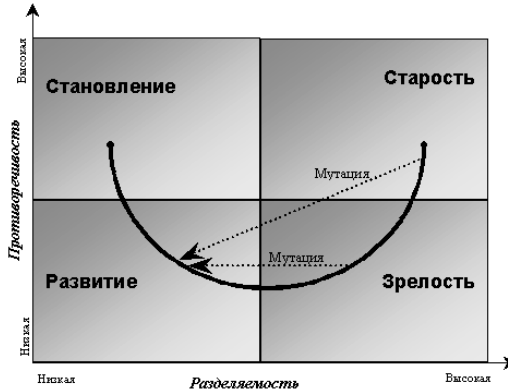 Высокая
Становление
Старость
Мутация
Противоречивость
Мутация
Развитие
Зрелость
Низкая
Низкая
Разделяемость
Высокая